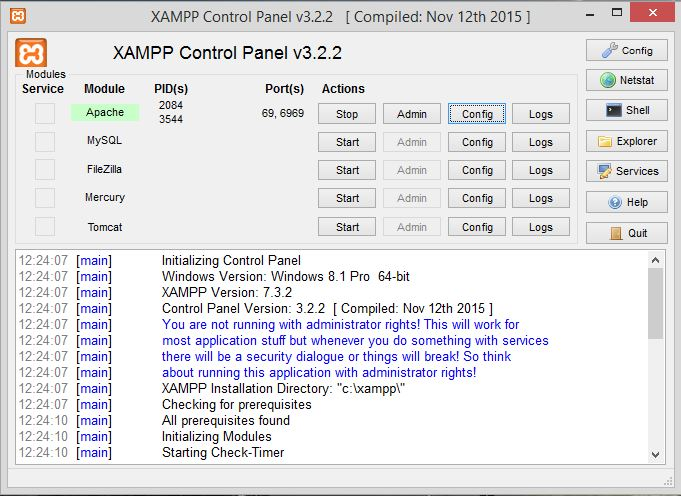 XAMPP Control Panel v3.2.2 [ Compiled: Nov 12th 2015 ]
XAMPP Control Panel v3.2.2
Config
Modules
Service Module PID(s) Port(s) Actions
Netstat
Apache 2084 3544 69, 6969 Stop Admin Config Logs
Shell
MySQL Start Admin Config Logs
Explorer
FileZilla Start Admin Config Logs
Services
Mercury Start Admin Config Logs
Help
Tomcat Start Admin Config Logs
Quit
12:24:07 [main] Initializing Control Panel
12:24:07 [main] Windows Version: Windows 8.1 Pro 64-bit
12:24:07 [main] XAMPP Version: 7.3.2
12:24:07 [main] Control Panel Version: 3.2.2 [ Compiled: Nov 12th 2015 ]
12:24:07 [main] You are not running with administrator rights! This will work for
12:24:07 [main] most application stuff but whenever you do something with services
12:24:07 [main] there will be a security dialogue or things will break! So think
12:24:07 [main] about running this application with administrator rights!
12:24:07 [main] XAMPP Installation Directory: "c:\xampp\"
12:24:07 [main] Checking for prerequisites
12:24:10 [main] All prerequisites found
12:24:10 [main] Initializing Modules
12:24:10 [main] Starting Check-Timer